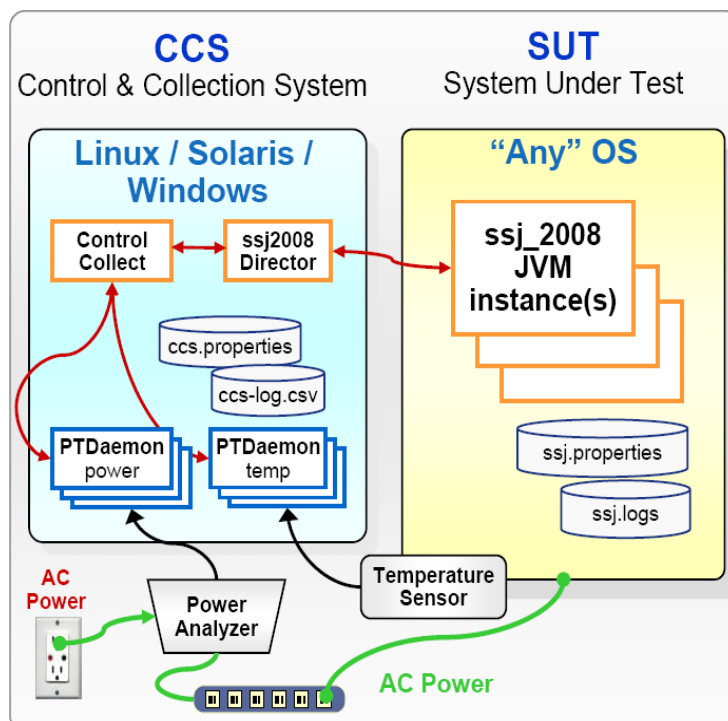 CCS
Control & Collection System
SUT
System Under Test
Linux / Solaris /
Windows
Control
Collect
ssj2008
Director
ccs.properties
ccs-log.csv
PTDaemon
power
PTDaemon
temp
“Any” OS
ssj_2008
JVM
instance(s)
ssj.properties
ssj.logs
AC
Power
Power
Analyzer
Temperature
Sensor
AC Power